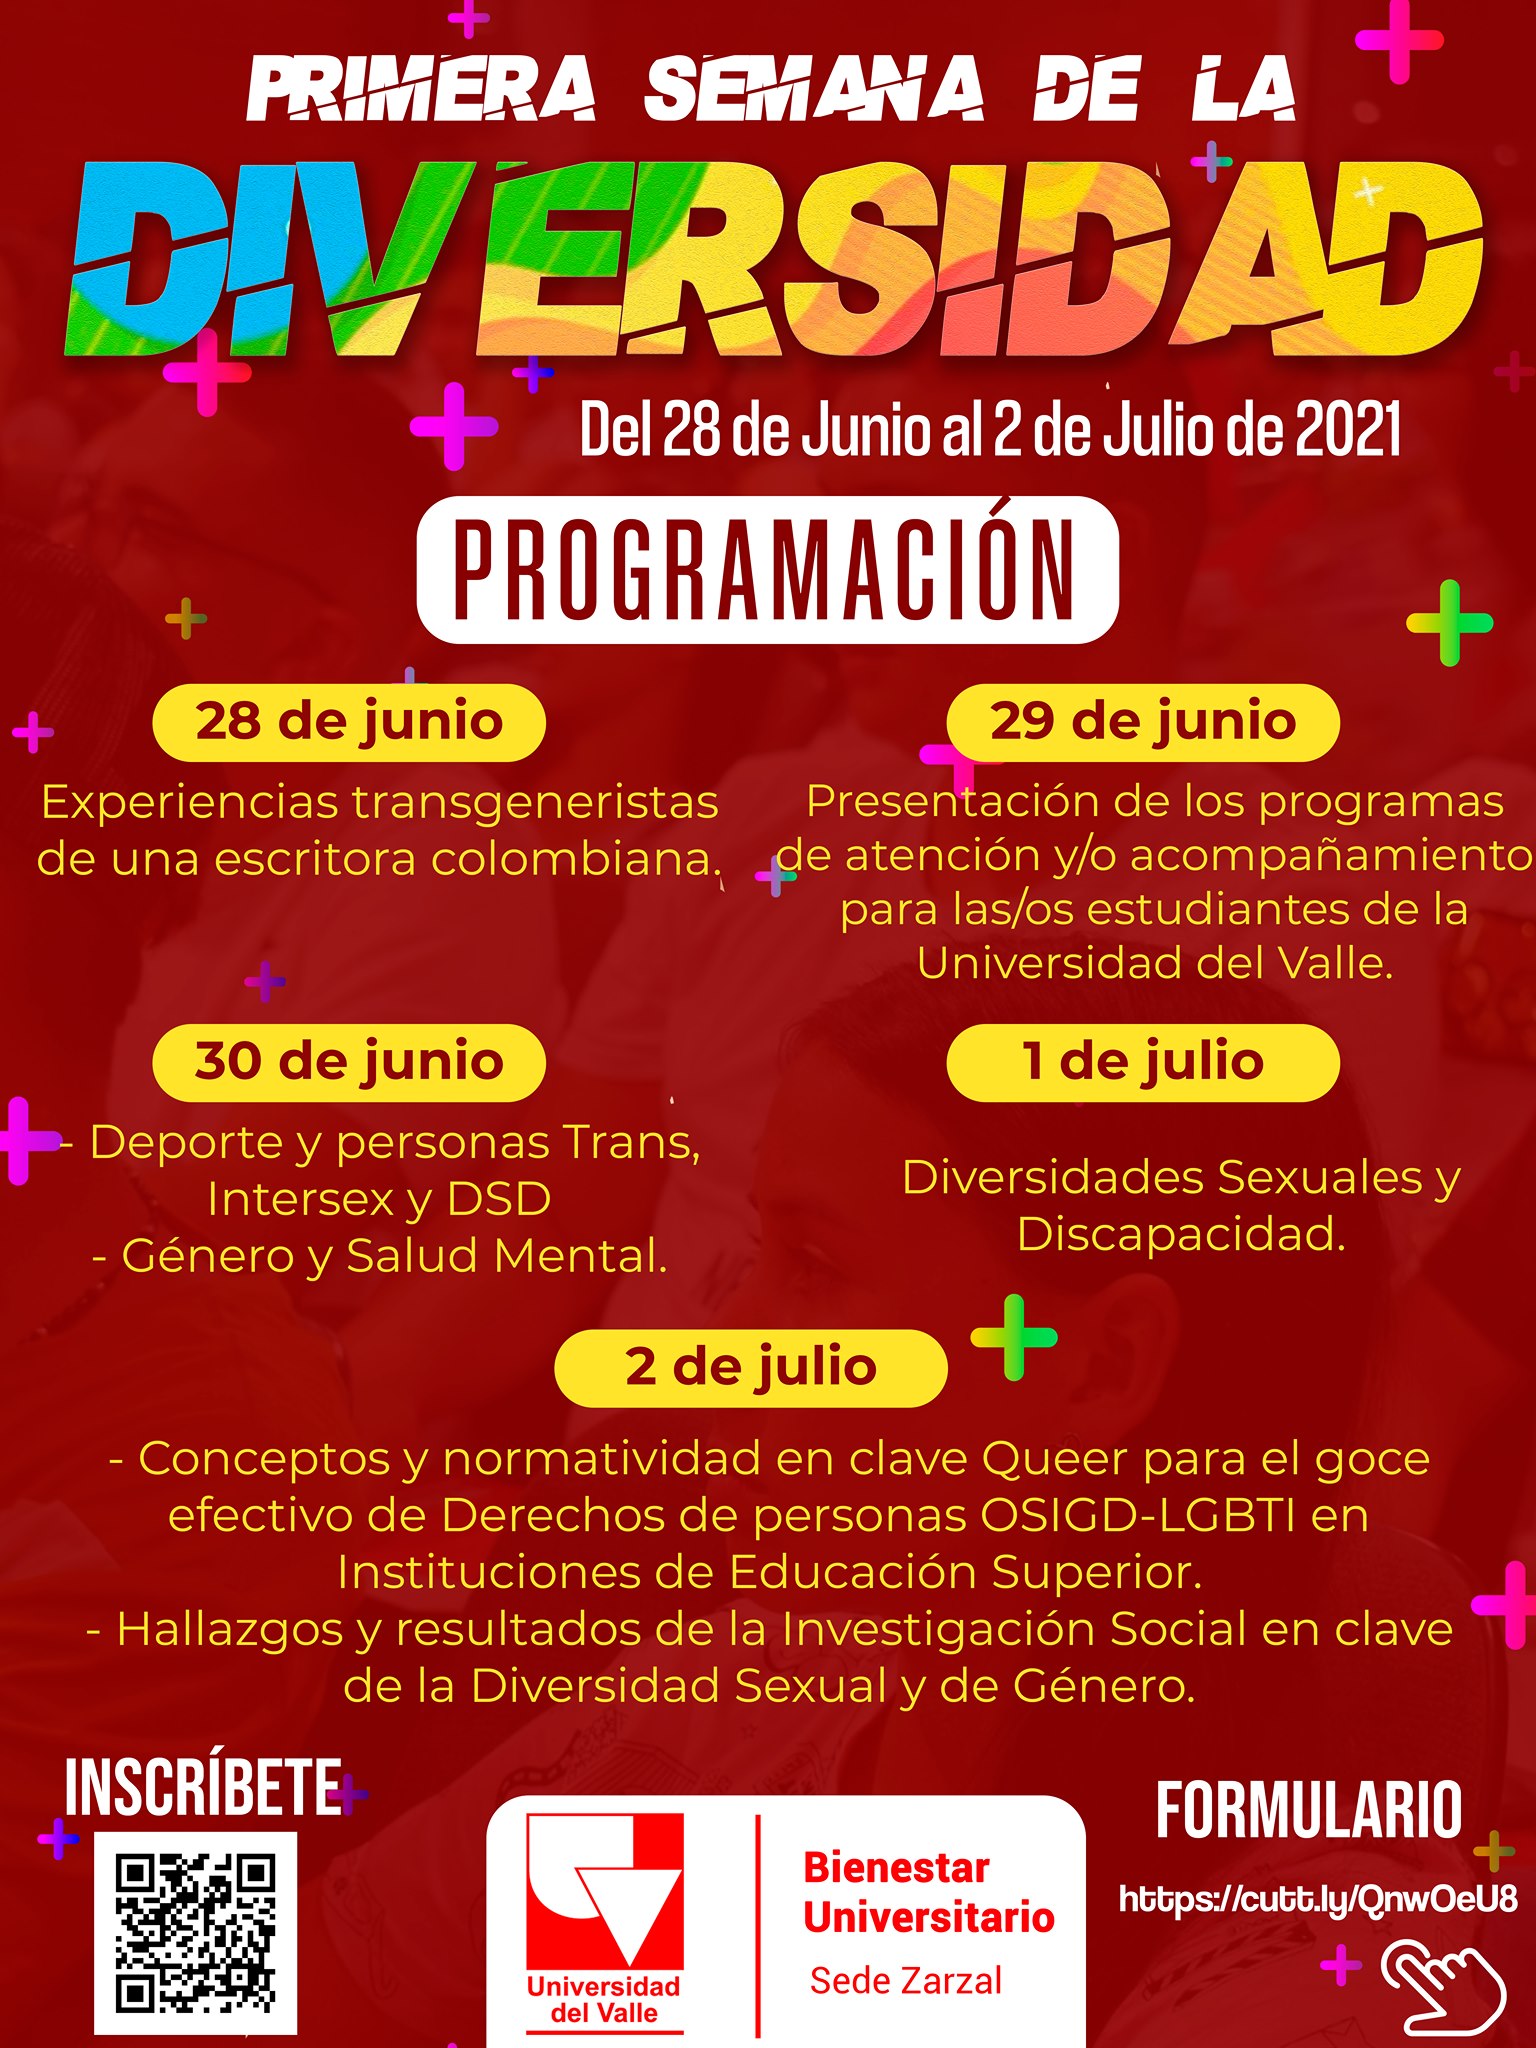 PRIMERA SEMANA DE LA
DIVERSIDAD
Del 28 de Junio al 2 de Julio de 2021
PROGRAMACIÓN
28 de junio
Experiencias transgeneristas
de una escritora colombiana.
29 de junio
Presentación de los programas
de atención y/o acompañamiento
para las/os estudiantes de la
Universidad del Valle.
30 de junio
- Deporte y personas Trans,
Intersex y DSD
- Género y Salud Mental.
1 de julio
Diversidades Sexuales y
Discapacidad.
2 de julio
- Conceptos y normatividad en clave Queer para el goce
efectivo de Derechos de personas OSIGD-LGBTI en
Instituciones de Educación Superior.
- Hallazgos y resultados de la Investigación Social en clave
de la Diversidad Sexual y de Género.
INSCRÍBETE
Universidad
del Valle
Bienestar
Universitario
Sede Zarzal
FORMULARIO
https://cutt.ly/QnwOeU8